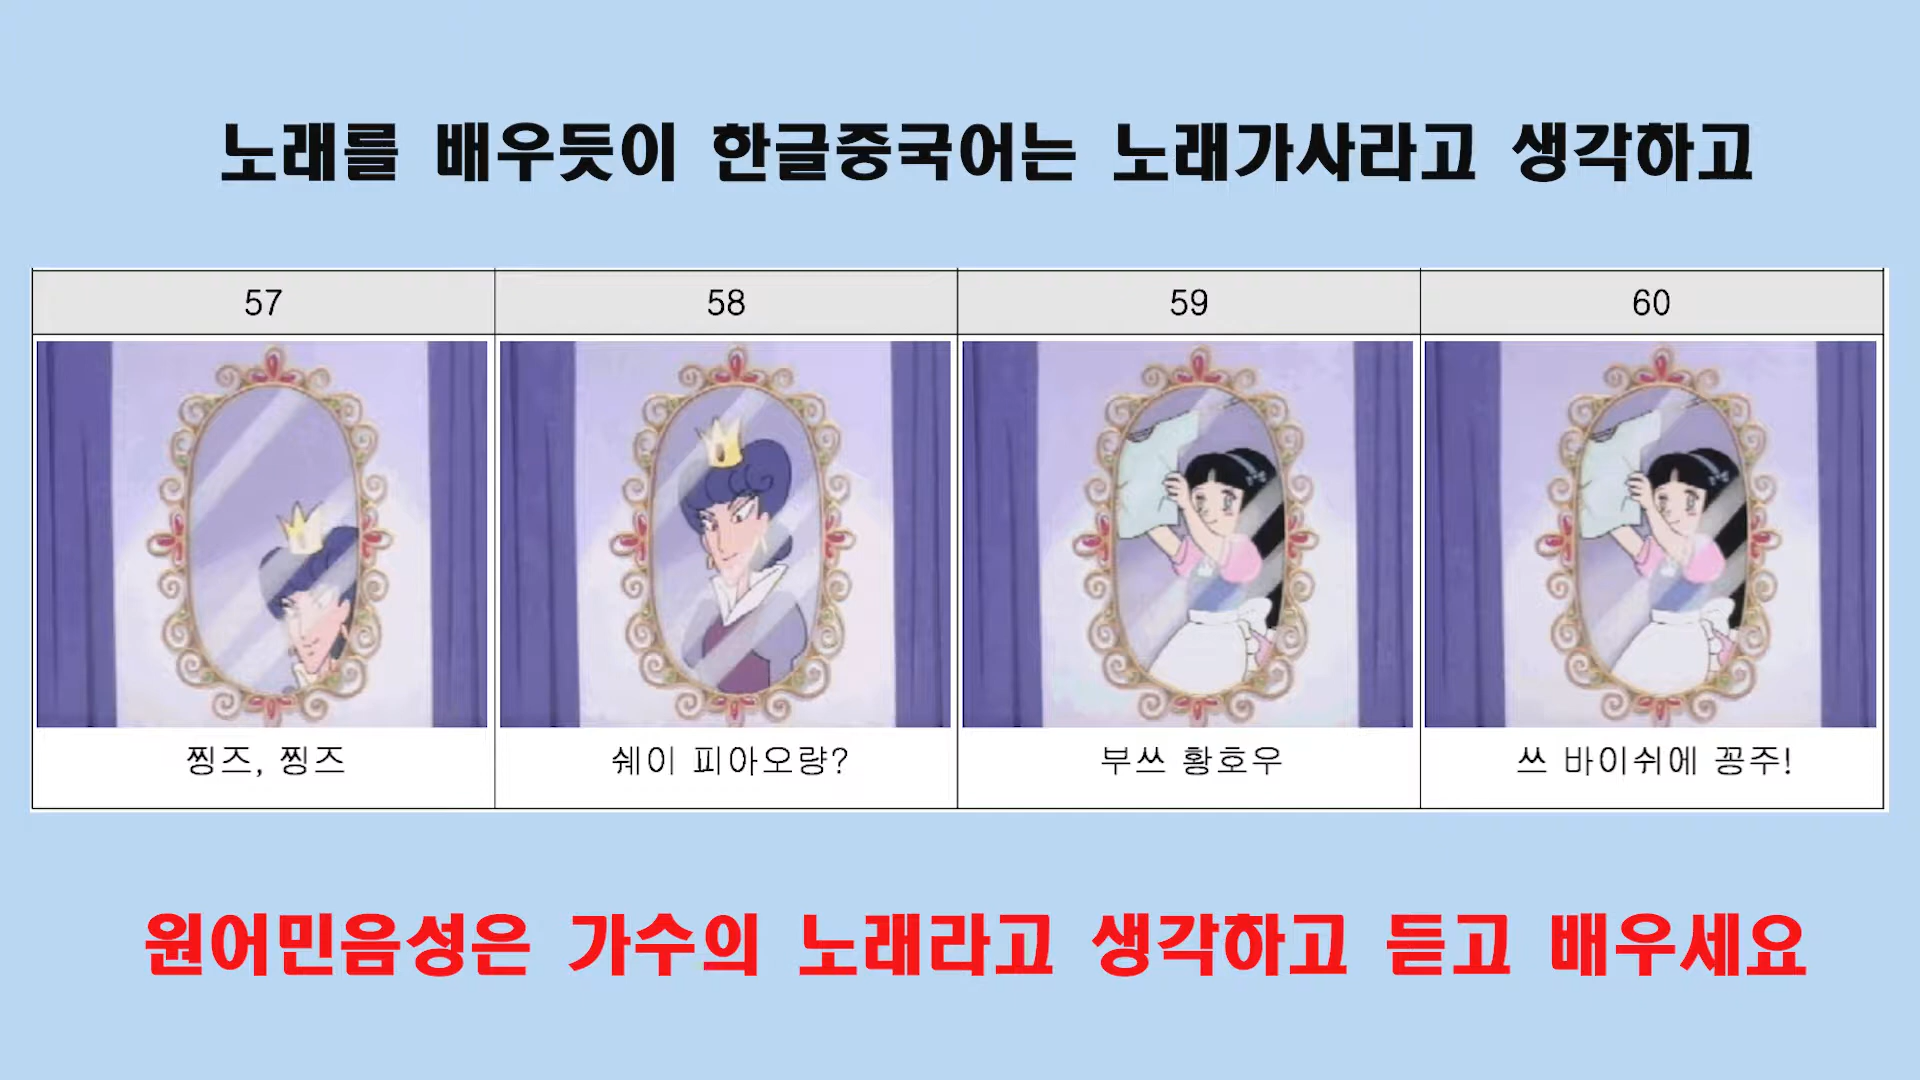 노래를 배우듯이 한글중국어는 노래가사라고 생각하고
57 58 59 60
찡즈, 찡즈 쉐이 피아오량? 부쓰 황호우 쓰 바이쉬에 꽁주!
원어민음성은 가수의 노래라고 생각하고 듣고 배우세요